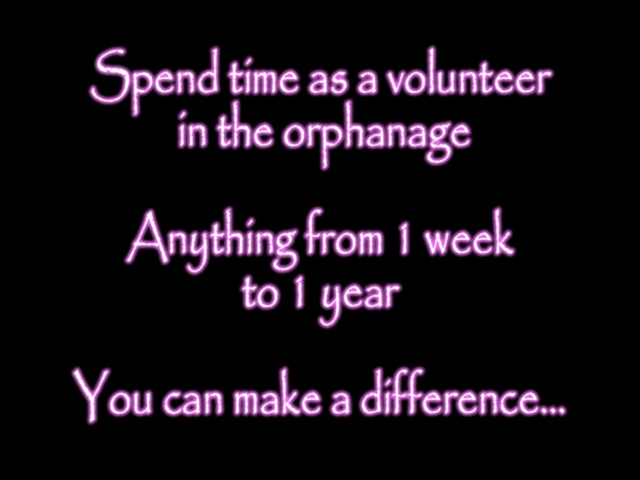 Spend time as a volunteer
in the orphanage
Anything from 1 week
to 1 year
You can make a difference...